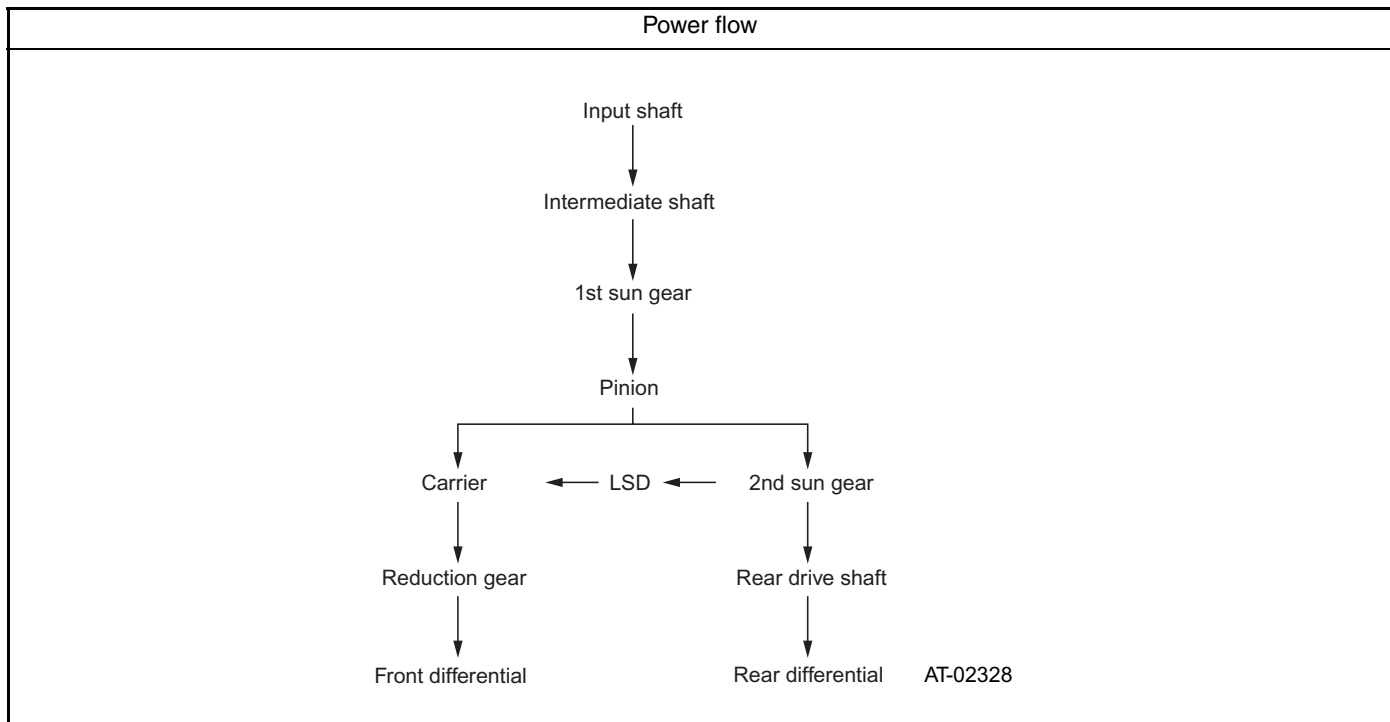 Power flow
Input shaft
Intermediate shaft
1st sun gear
Pinion
Carrier LSD 2nd sun gear
Reduction gear Rear drive shaft
Front differential Rear differential AT-02328